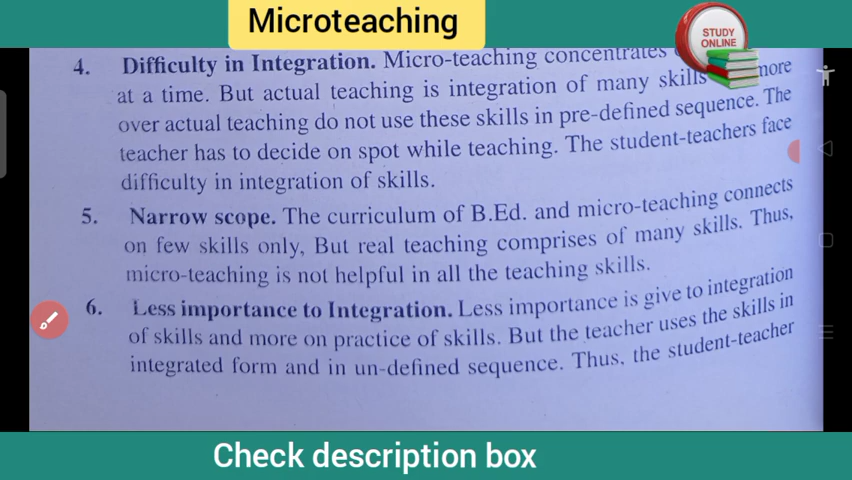 Microteaching
STUDY
ONLINE
4. Difficulty in Integration. Micro-teaching concentrates
at a time. But actual teaching is integration of many skills more
over actual teaching do not use these skills in pre-defined sequence. The
teacher has to decide on spot while teaching. The student-teachers face
difficulty in integration of skills.
5. Narrow scope. The curriculum of B.Ed. and micro-teaching connects
on few skills only, But real teaching comprises of many skills. Thus,
micro-teaching is not helpful in all the teaching skills.
6. Less importance to Integration. Less importance is give to integration
of skills and more on practice of skills. But the teacher uses the skills in
integrated form and in un-defined sequence. Thus, the student-teacher
Check description box